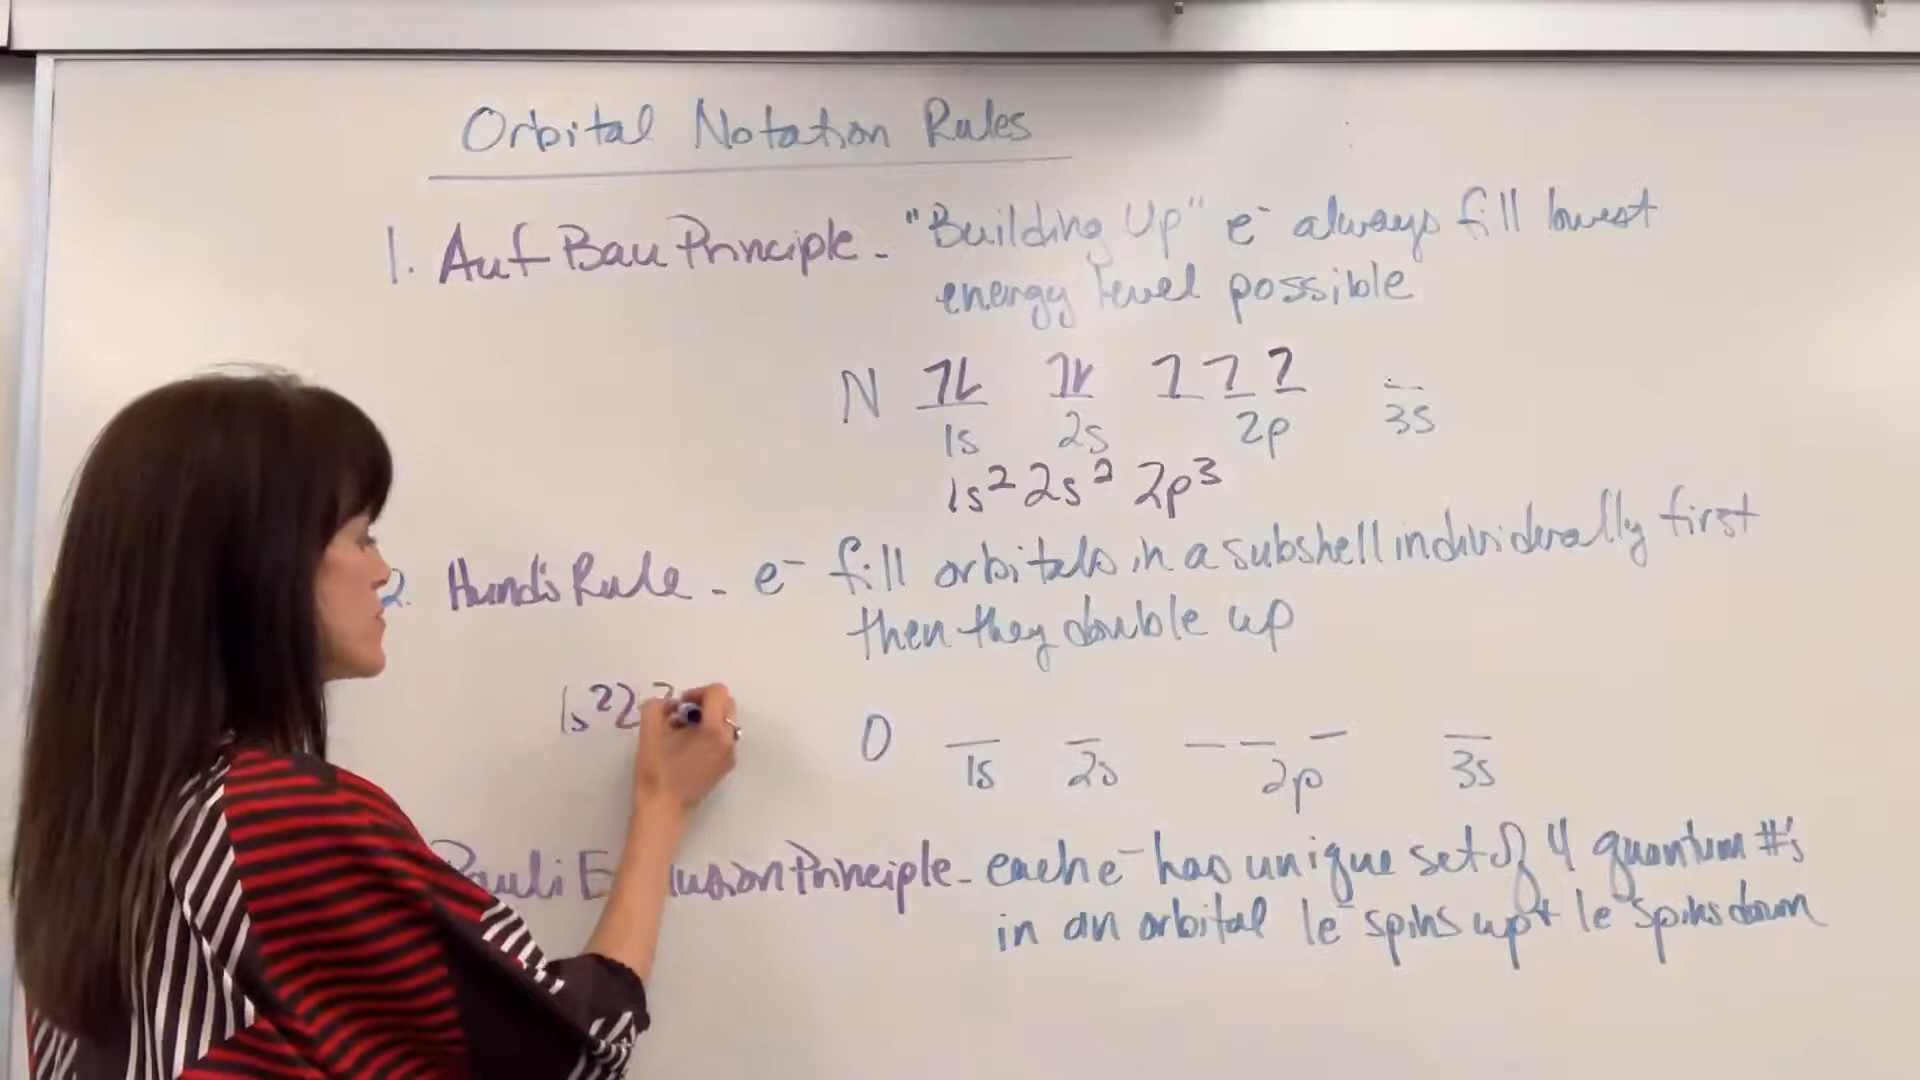 Orbital Notation Rules
1. Auf Bau Principle - "Building Up" e⁻ always fill lowest
energy level possible
N 1s 2s 2p 3s
1s² 2s² 2p³
2. Hund's Rule - e⁻ fill orbitals in a subshell individerally first
then they double up
1s² 2
O 1s 2s 2p 3s
Pauli Principle - each e⁻ has unique set of 4 quantum #'s
in an orbital 1e⁻ spins up + 1e⁻ spins down